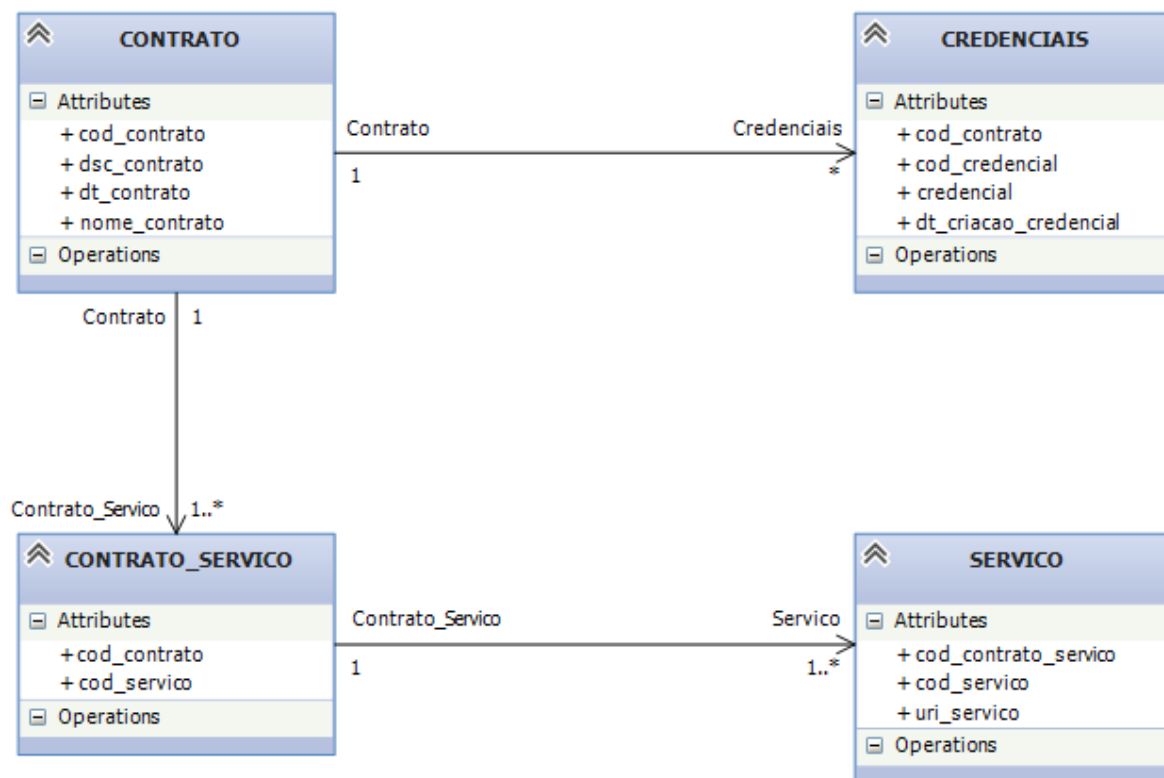 CONTRATO
Attributes
+ cod_contrato
+ dsc_contrato
+ dt_contrato
+ nome_contrato
Operations
Contrato
Credenciais
1
*
CREDENCIAIS
Attributes
+ cod_contrato
+ cod_credencial
+ credencial
+ dt_criacao_credencial
Operations
Contrato
1
Contrato_Servico
1..*
CONTRATO_SERVICO
Attributes
+cod_contrato
+ cod_servico
Operations
Contrato_Servico
Servico
1
1..*
SERVICO
Attributes
+ cod_contrato_servico
+ cod_servico
+ uri_servico
Operations